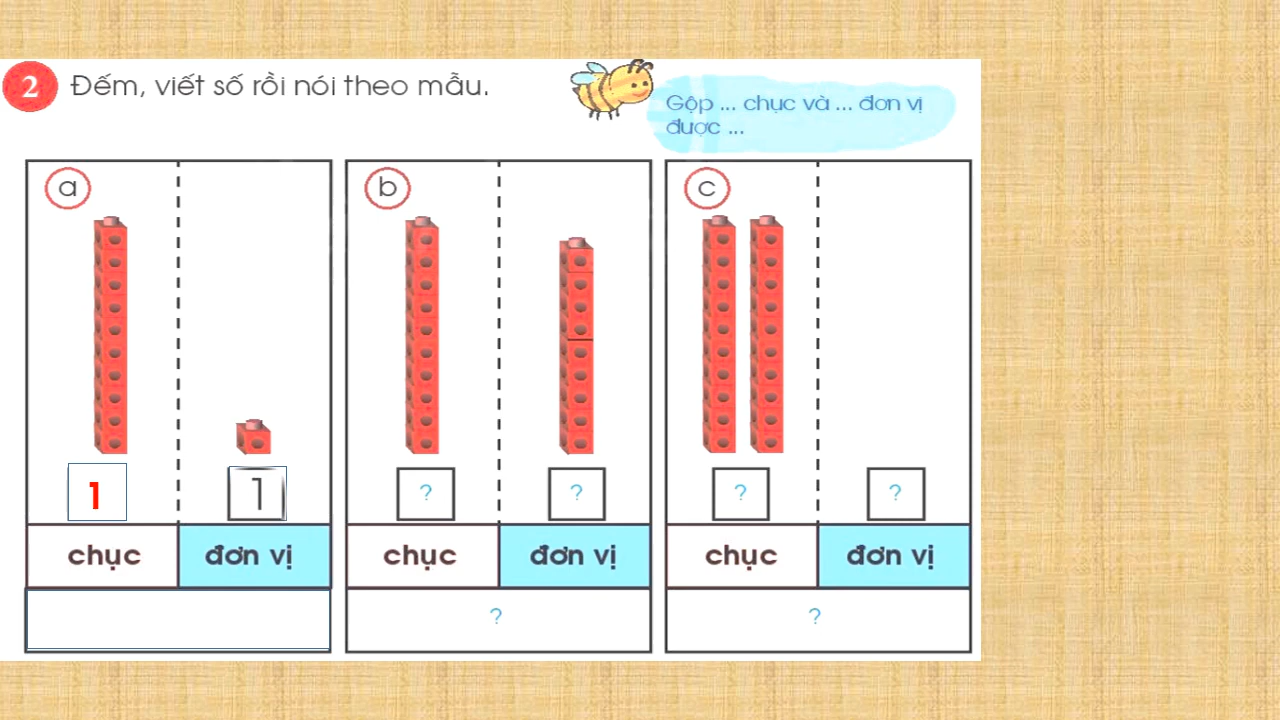 2 Đếm, viết số rồi nói theo mẫu.
Gộp ... chục và ... đơn vị
được ...
a
b
c
1
1
?
?
?
?
chục
đơn vị
chục
đơn vị
chục
đơn vị
?
?